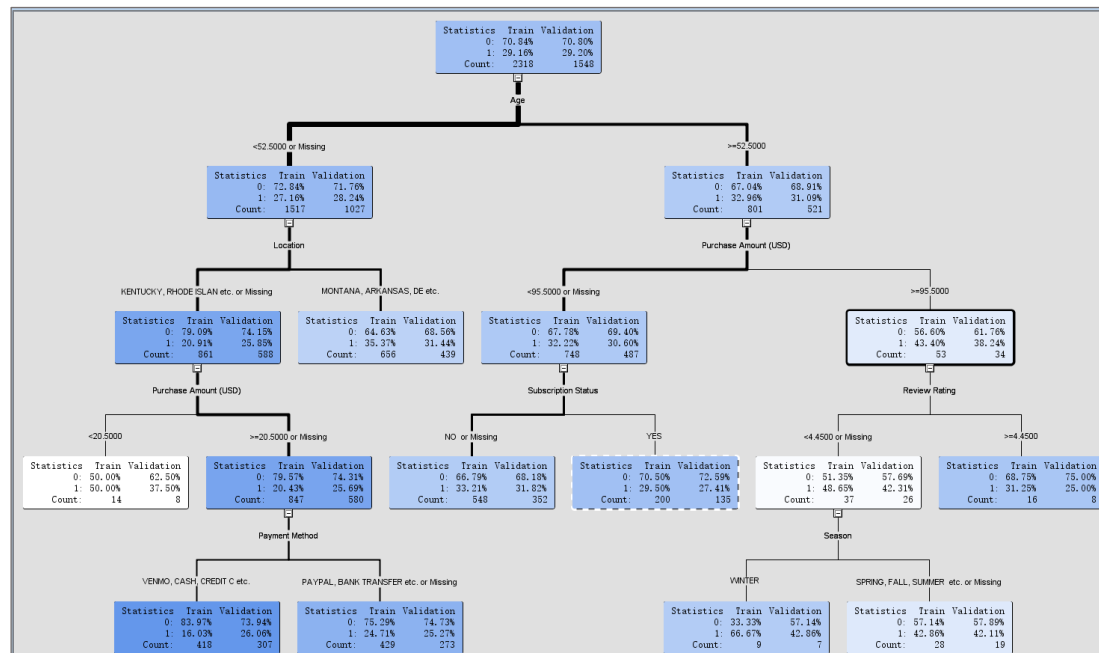 Statistics Train Validation
0: 70.84% 70.80%
1: 29.16% 29.20%
Count: 2318 1548
Age
<52.5000 or Missing
>=52.5000
Statistics Train Validation
0: 72.84% 71.76%
1: 27.16% 28.24%
Count: 1517 1027
Statistics Train Validation
0: 67.04% 68.91%
1: 32.96% 31.09%
Count: 801 521
Location
Purchase Amount (USD)
KENTUCKY, RHODE ISLAN etc. or Missing
MONTANA, ARKANSAS, DE etc.
<95.5000 or Missing
>=95.5000
Statistics Train Validation
0: 79.09% 74.15%
1: 20.91% 25.85%
Count: 861 588
Statistics Train Validation
0: 64.63% 68.56%
1: 35.37% 31.44%
Count: 656 439
Statistics Train Validation
0: 67.78% 69.40%
1: 32.22% 30.60%
Count: 748 487
Statistics Train Validation
0: 56.60% 61.76%
1: 43.40% 38.24%
Count: 53 34
Purchase Amount (USD)
Subscription Status
Review Rating
<20.5000
>=20.5000 or Missing
NO or Missing
YES
<4.4500 or Missing
>=4.4500
Statistics Train Validation
0: 50.00% 62.50%
1: 50.00% 37.50%
Count: 14 8
Statistics Train Validation
0: 79.57% 74.31%
1: 20.43% 25.69%
Count: 847 580
Statistics Train Validation
0: 66.79% 68.18%
1: 33.21% 31.82%
Count: 548 352
Statistics Train Validation
0: 70.50% 72.59%
1: 29.50% 27.41%
Count: 200 135
Statistics Train Validation
0: 51.35% 57.69%
1: 48.65% 42.31%
Count: 37 26
Statistics Train Validation
0: 68.75% 75.00%
1: 31.25% 25.00%
Count: 16 8
Payment Method
Season
VENMO, CASH, CREDIT C etc.
PAYPAL, BANK TRANSFER etc. or Missing
WINTER
SPRING, FALL, SUMMER etc. or Missing
Statistics Train Validation
0: 83.97% 73.94%
1: 16.03% 26.06%
Count: 418 307
Statistics Train Validation
0: 75.29% 74.73%
1: 24.71% 25.27%
Count: 429 273
Statistics Train Validation
0: 33.33% 57.14%
1: 66.67% 42.86%
Count: 9 7
Statistics Train Validation
0: 57.14% 57.89%
1: 42.86% 42.11%
Count: 28 19